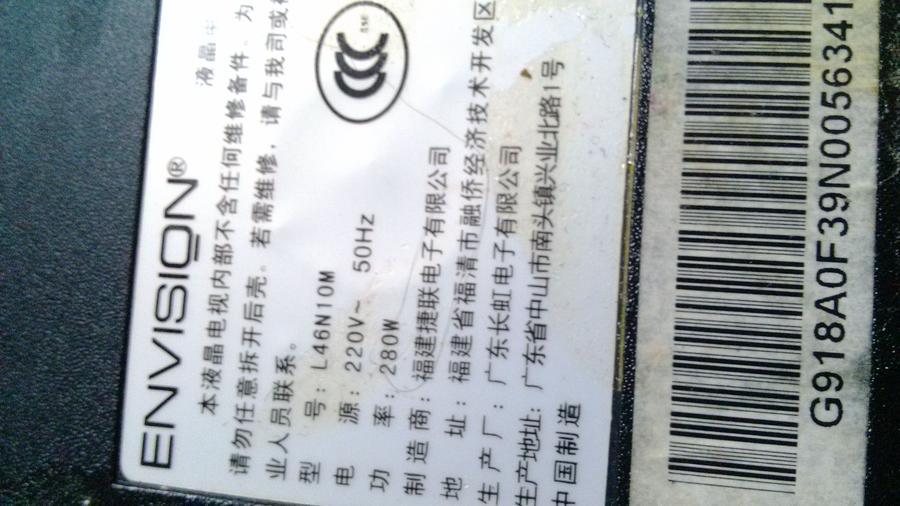 ENVISION®
液晶
本液晶电视内部不含任何维修备件。为
请勿任意拆开后壳。若需维修，请与我司或
业人员联系。
型 号：L46N10M
电 源：220V~ 50Hz
功 率：280W
制造商：福建捷联电子有限公司
地 址：福建省福清市融侨经济技术开发区
生产厂：广东长虹电子有限公司
生产地址：广东省中山市南头镇兴业北路1号
中国制造
G918A0F39N0056341